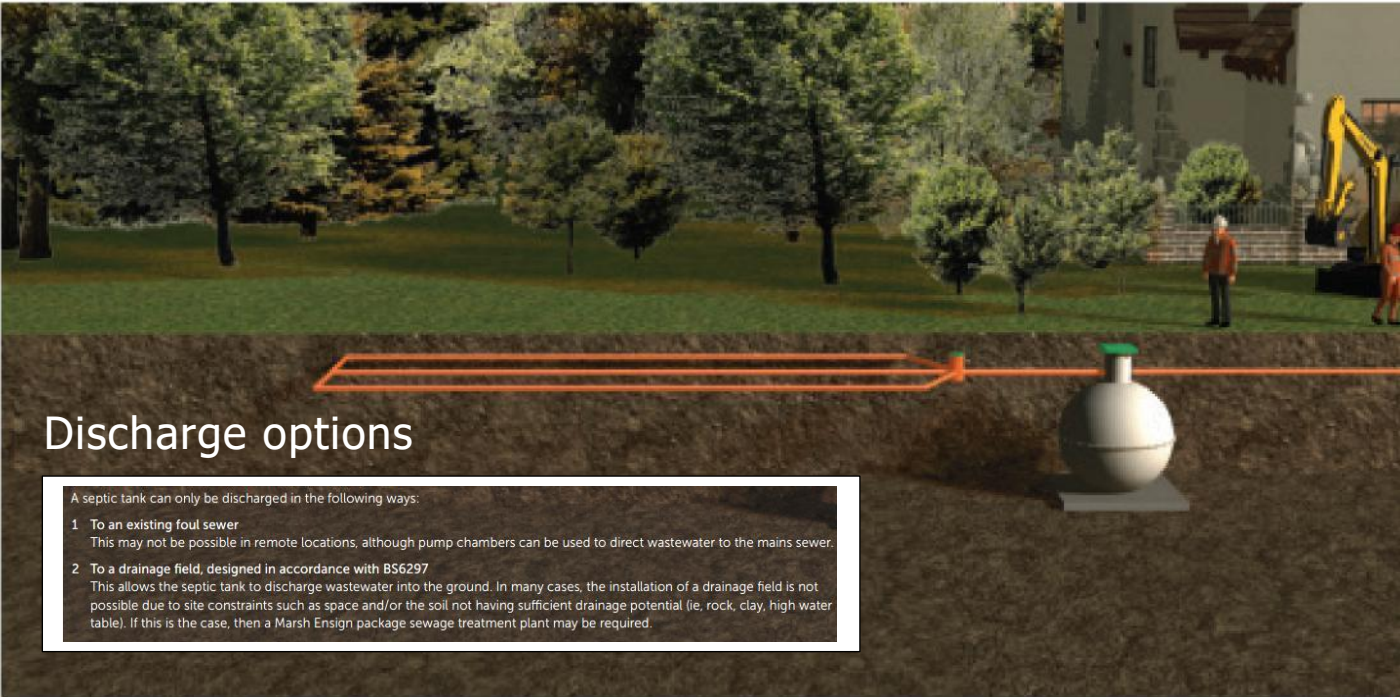 Discharge options
A septic tank can only be discharged in the following ways:
1 To an existing foul sewer
This may not be possible in remote locations, although pump chambers can be used to direct wastewater to the mains sewer.
2 To a drainage field, designed in accordance with BS6297
This allows the septic tank to discharge wastewater into the ground. In many cases, the installation of a drainage field is not
possible due to site constraints such as space and/or the soil not having sufficient drainage potential (ie, rock, clay, high water
table). If this is the case, then a Marsh Ensign package sewage treatment plant may be required.